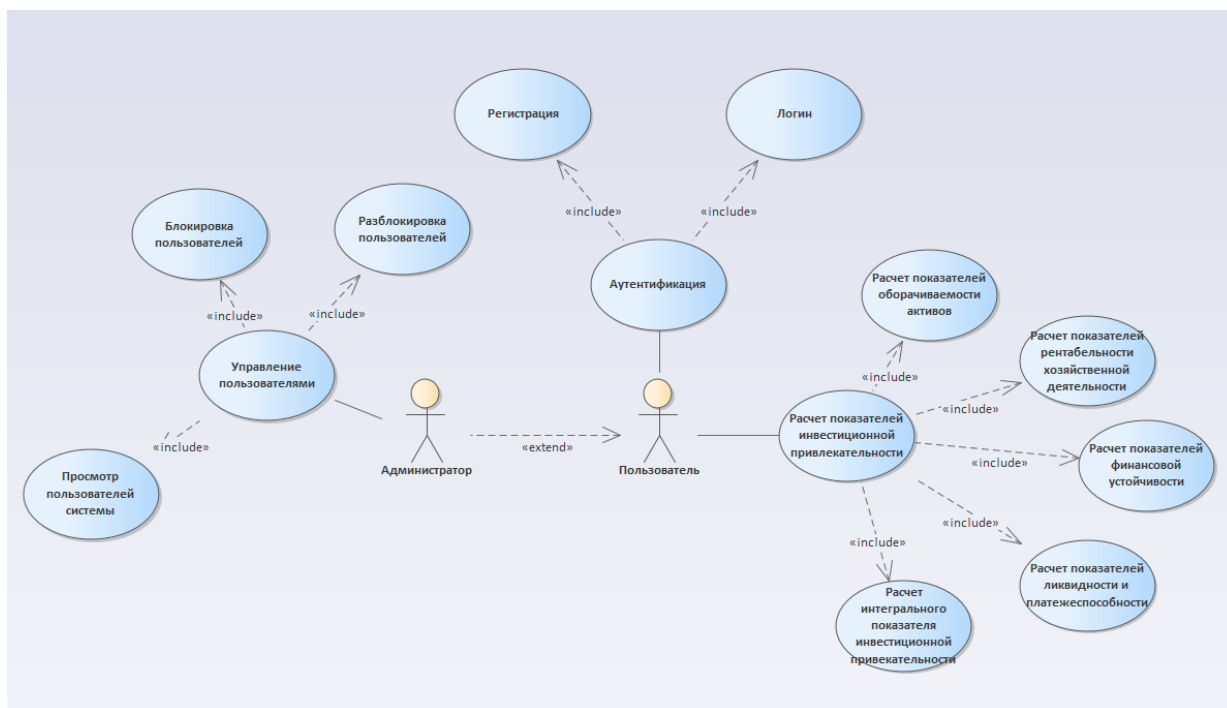 Регистрация
Логин
«include»
«include»
Блокировка
пользователей
Разблокировка
пользователей
Аутентификация
Расчет показателей
оборачиваемости
активов
«include»
«include»
Управление
пользователями
Расчет показателей
рентабельности
хозяйственной
деятельности
«include»
«include»
Расчет показателей
инвестиционной
привлекательности
«include»
Администратор
«extend»
Пользователь
Расчет показателей
финансовой
устойчивости
«include»
Просмотр
пользователей
системы
«include»
«include»
Расчет показателей
ликвидности и
платежеспособности
Расчет
интегрального
показателя
инвестиционной
привекательности